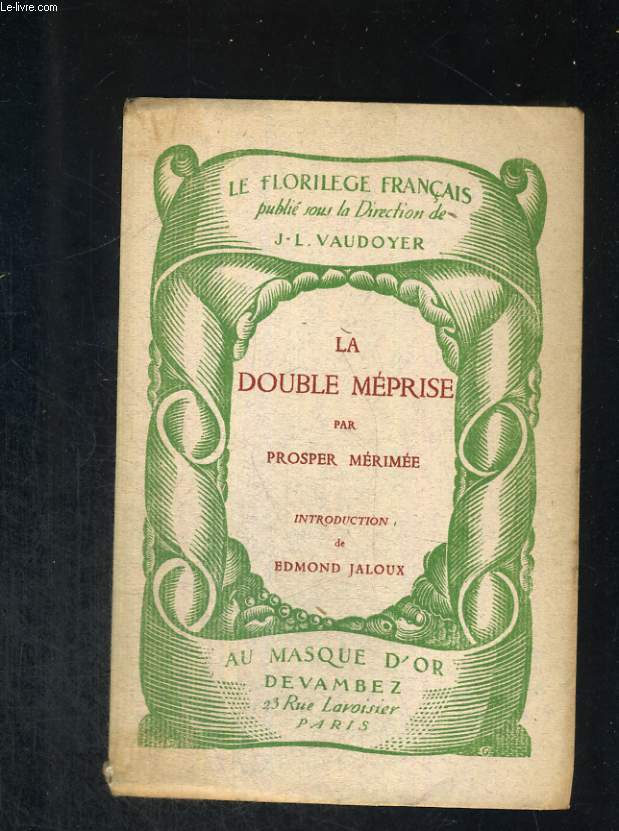 Le-livre.com
LE FLORILEGE FRANÇAIS
publié sous la Direction de
J-L. VAUDOYER
LA
DOUBLE MÉPRISE
PAR
PROSPER MÉRIMÉE
INTRODUCTION
de
EDMOND JALOUX
AU MASQUE D'OR
DEVAMBEZ
23 Rue Lavoisier
PARIS